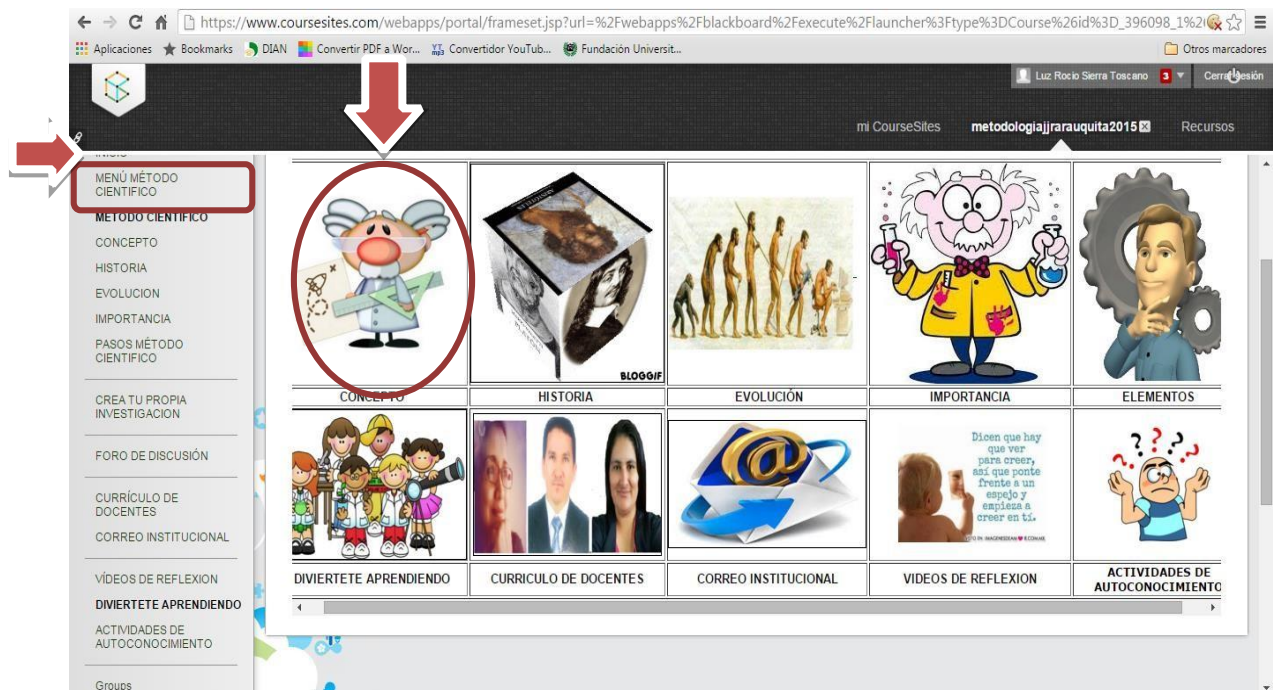 https://www.coursesites.com/webapps/portal/frameset.jsp?url=%2Fwebapps%2Fblackboard%2Fexecute%2Flauncher%3Ftype%3DCourse%26id%3D_396098_1%2
Aplicaciones Bookmarks DIAN Convertir PDF a Wor... Convertidor YouTub... Fundación Universit... Otros marcadores
Luz Rocio Sierra Toscano 3
mi CourseSites metodologiajjrarauquita2015 Recursos
INICIO
MENÚ MÉTODO
CIENTIFICO
METODO CIENTIFICO
CONCEPTO
HISTORIA
EVOLUCION
IMPORTANCIA
PASOS MÉTODO
CIENTIFICO
CREA TU PROPIA
INVESTIGACION
FORO DE DISCUSIÓN
CURRÍCULO DE
DOCENTES
CORREO INSTITUCIONAL
VÍDEOS DE REFLEXION
DIVIERTETE APRENDIENDO
ACTIVIDADES DE
AUTOCONOCIMIENTO
Groups
BLOGGIF
CONCEPTO HISTORIA EVOLUCIÓN IMPORTANCIA ELEMENTOS
Dicen que hay
que ver
para creer,
así que ponte
frente a un
espejo y
empieza a
creer en tí.
DIVIERTETE APRENDIENDO CURRICULO DE DOCENTES CORREO INSTITUCIONAL VIDEOS DE REFLEXION ACTIVIDADES DE
AUTOCONOCIMIENTO